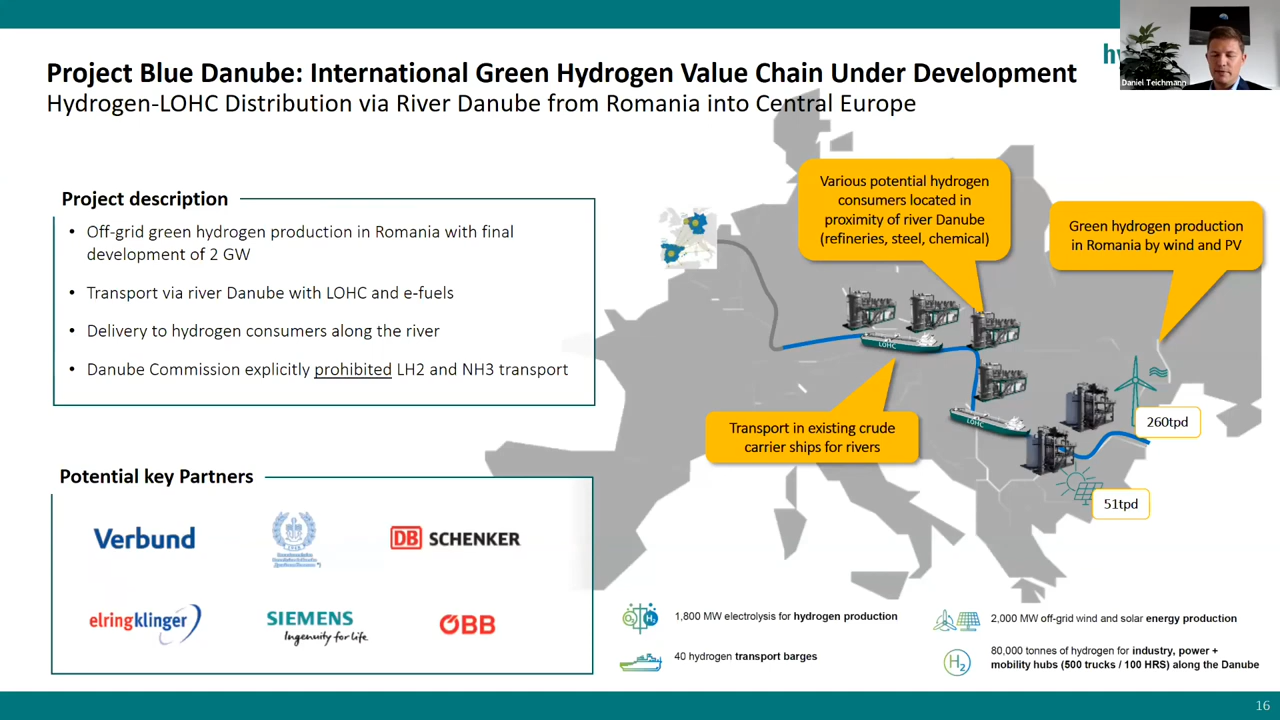 Project Blue Danube: International Green Hydrogen Value Chain Under Development
Hydrogen-LOHC Distribution via River Danube from Romania into Central Europe
hy
Daniel Teichmann
Project description
• Off-grid green hydrogen production in Romania with final
development of 2 GW
• Transport via river Danube with LOHC and e-fuels
• Delivery to hydrogen consumers along the river
• Danube Commission explicitly prohibited LH2 and NH3 transport
Various potential hydrogen
consumers located in
proximity of river Danube
(refineries, steel, chemical)
Green hydrogen production
in Romania by wind and PV
LOHC
LOHC
Transport in existing crude
carrier ships for rivers
260tpd
51tpd
Potential key Partners
Verbund
DB SCHENKER
elringklinger
SIEMENS
Ingenuity for life
ÖBB
O₂ H₂
1,800 MW electrolysis for hydrogen production
40 hydrogen transport barges
2,000 MW off-grid wind and solar energy production
H₂
80,000 tonnes of hydrogen for industry, power +
mobility hubs (500 trucks / 100 HRS) along the Danube
16